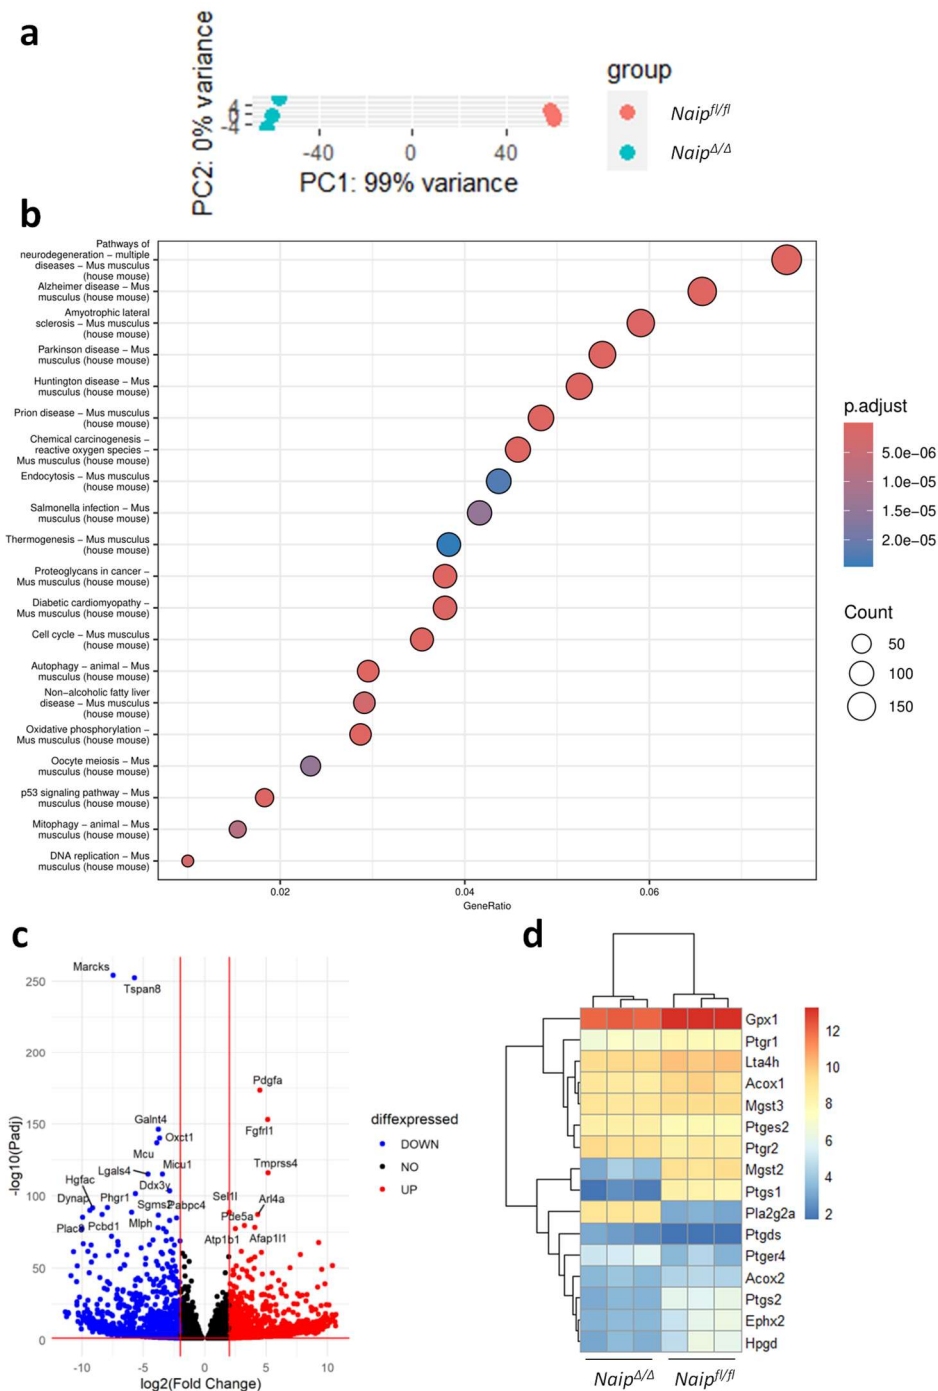 a
PC2: 0% variance
4
0
-4
-40
0
40
PC1: 99% variance
group
Naip^fl/fl
Naip^Δ/Δ
b
Pathways of
neurodegeneration – multiple
diseases – Mus musculus
(house mouse)
Alzheimer disease – Mus
musculus (house mouse)
Amyotrophic lateral
sclerosis – Mus musculus
(house mouse)
Parkinson disease – Mus
musculus (house mouse)
Huntington disease – Mus
musculus (house mouse)
Prion disease – Mus musculus
(house mouse)
Chemical carcinogenesis –
reactive oxygen species –
Mus musculus (house mouse)
Endocytosis – Mus musculus
(house mouse)
Salmonella infection – Mus
musculus (house mouse)
Thermogenesis – Mus musculus
(house mouse)
Proteoglycans in cancer –
Mus musculus (house mouse)
Diabetic cardiomyopathy –
Mus musculus (house mouse)
Cell cycle – Mus musculus
(house mouse)
Autophagy – animal – Mus
musculus (house mouse)
Non–alcoholic fatty liver
disease – Mus musculus
(house mouse)
Oxidative phosphorylation –
Mus musculus (house mouse)
Oocyte meiosis – Mus
musculus (house mouse)
p53 signaling pathway – Mus
musculus (house mouse)
Mitophagy – animal – Mus
musculus (house mouse)
DNA replication – Mus
musculus (house mouse)
0.02
0.04
0.06
GeneRatio
p.adjust
5.0e−06
1.0e−05
1.5e−05
2.0e−05
Count
50
100
150
c
-log10(Padj)
250
200
150
100
50
0
Marcks
Tspan8
Pdgfa
Galnt4
Oxct1
Fgfrl1
Mcu
Micu1
Tmprss4
Lgals4
Ddx3y
Hgfac
Sel1l
Arl4a
Dynap
Phgr1
Sgms2
Pabpc4
Pde5a
Plac8
Pcbd1
Mlph
Atp1b1
Afap1l1
-10
-5
0
5
10
log2(Fold Change)
diffexpressed
DOWN
NO
UP
d
Gpx1
Ptgr1
Lta4h
Acox1
Mgst3
Ptges2
Ptgr2
Mgst2
Ptgs1
Pla2g2a
Ptgds
Ptger4
Acox2
Ptgs2
Ephx2
Hpgd
12
10
8
6
4
2
Naip^Δ/Δ
Naip^fl/fl